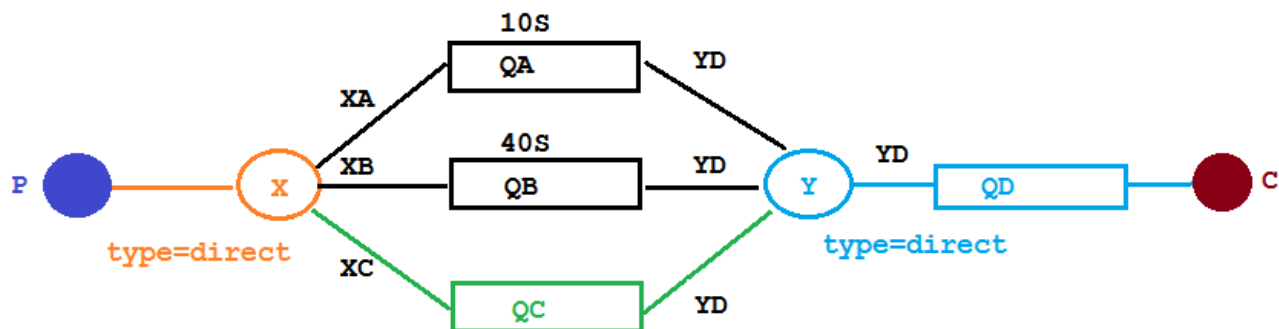 10S
QA
YD
XA
40S
XB
YD
YD
P
X
QB
Y
QD
C
type=direct
type=direct
XC
QC
YD